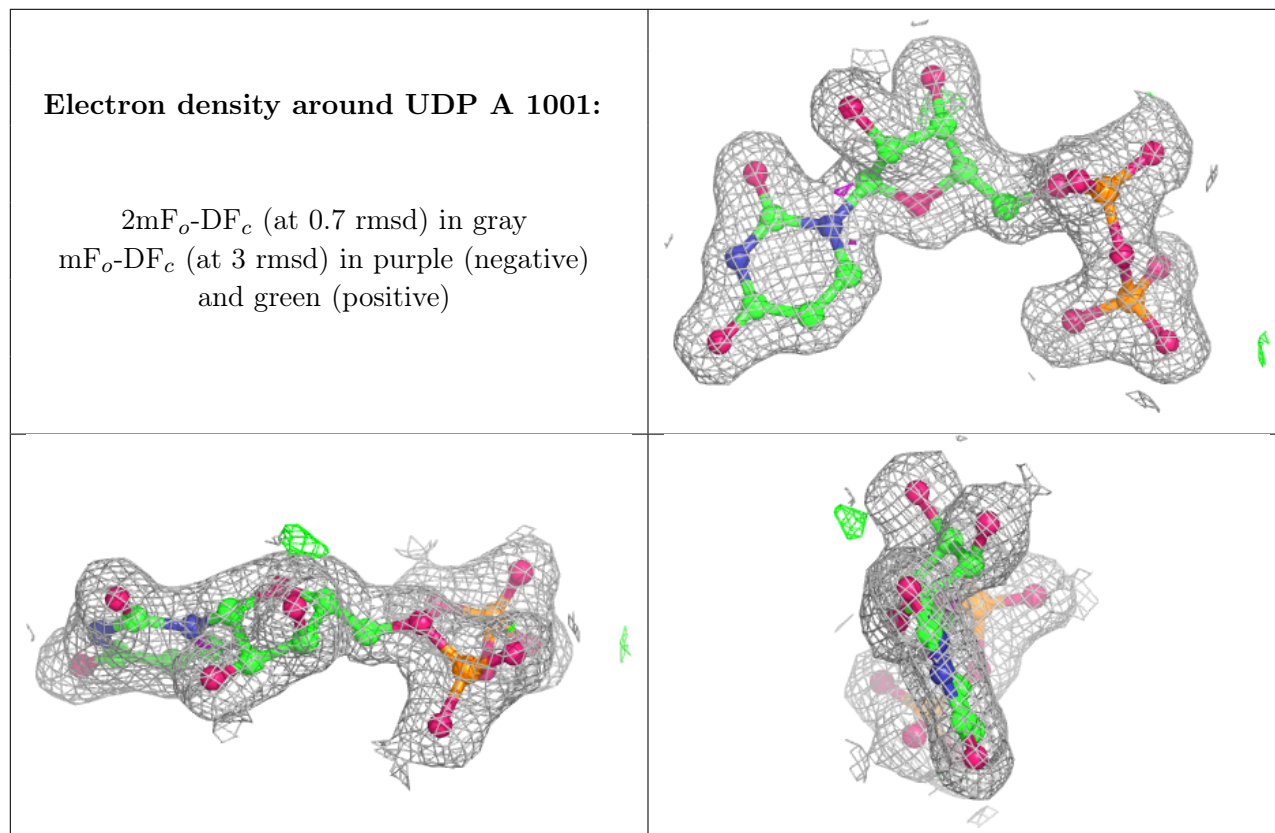 Electron density around UDP A 1001:
2mFo-DFc (at 0.7 rmsd) in gray
mFo-DFc (at 3 rmsd) in purple (negative)
and green (positive)